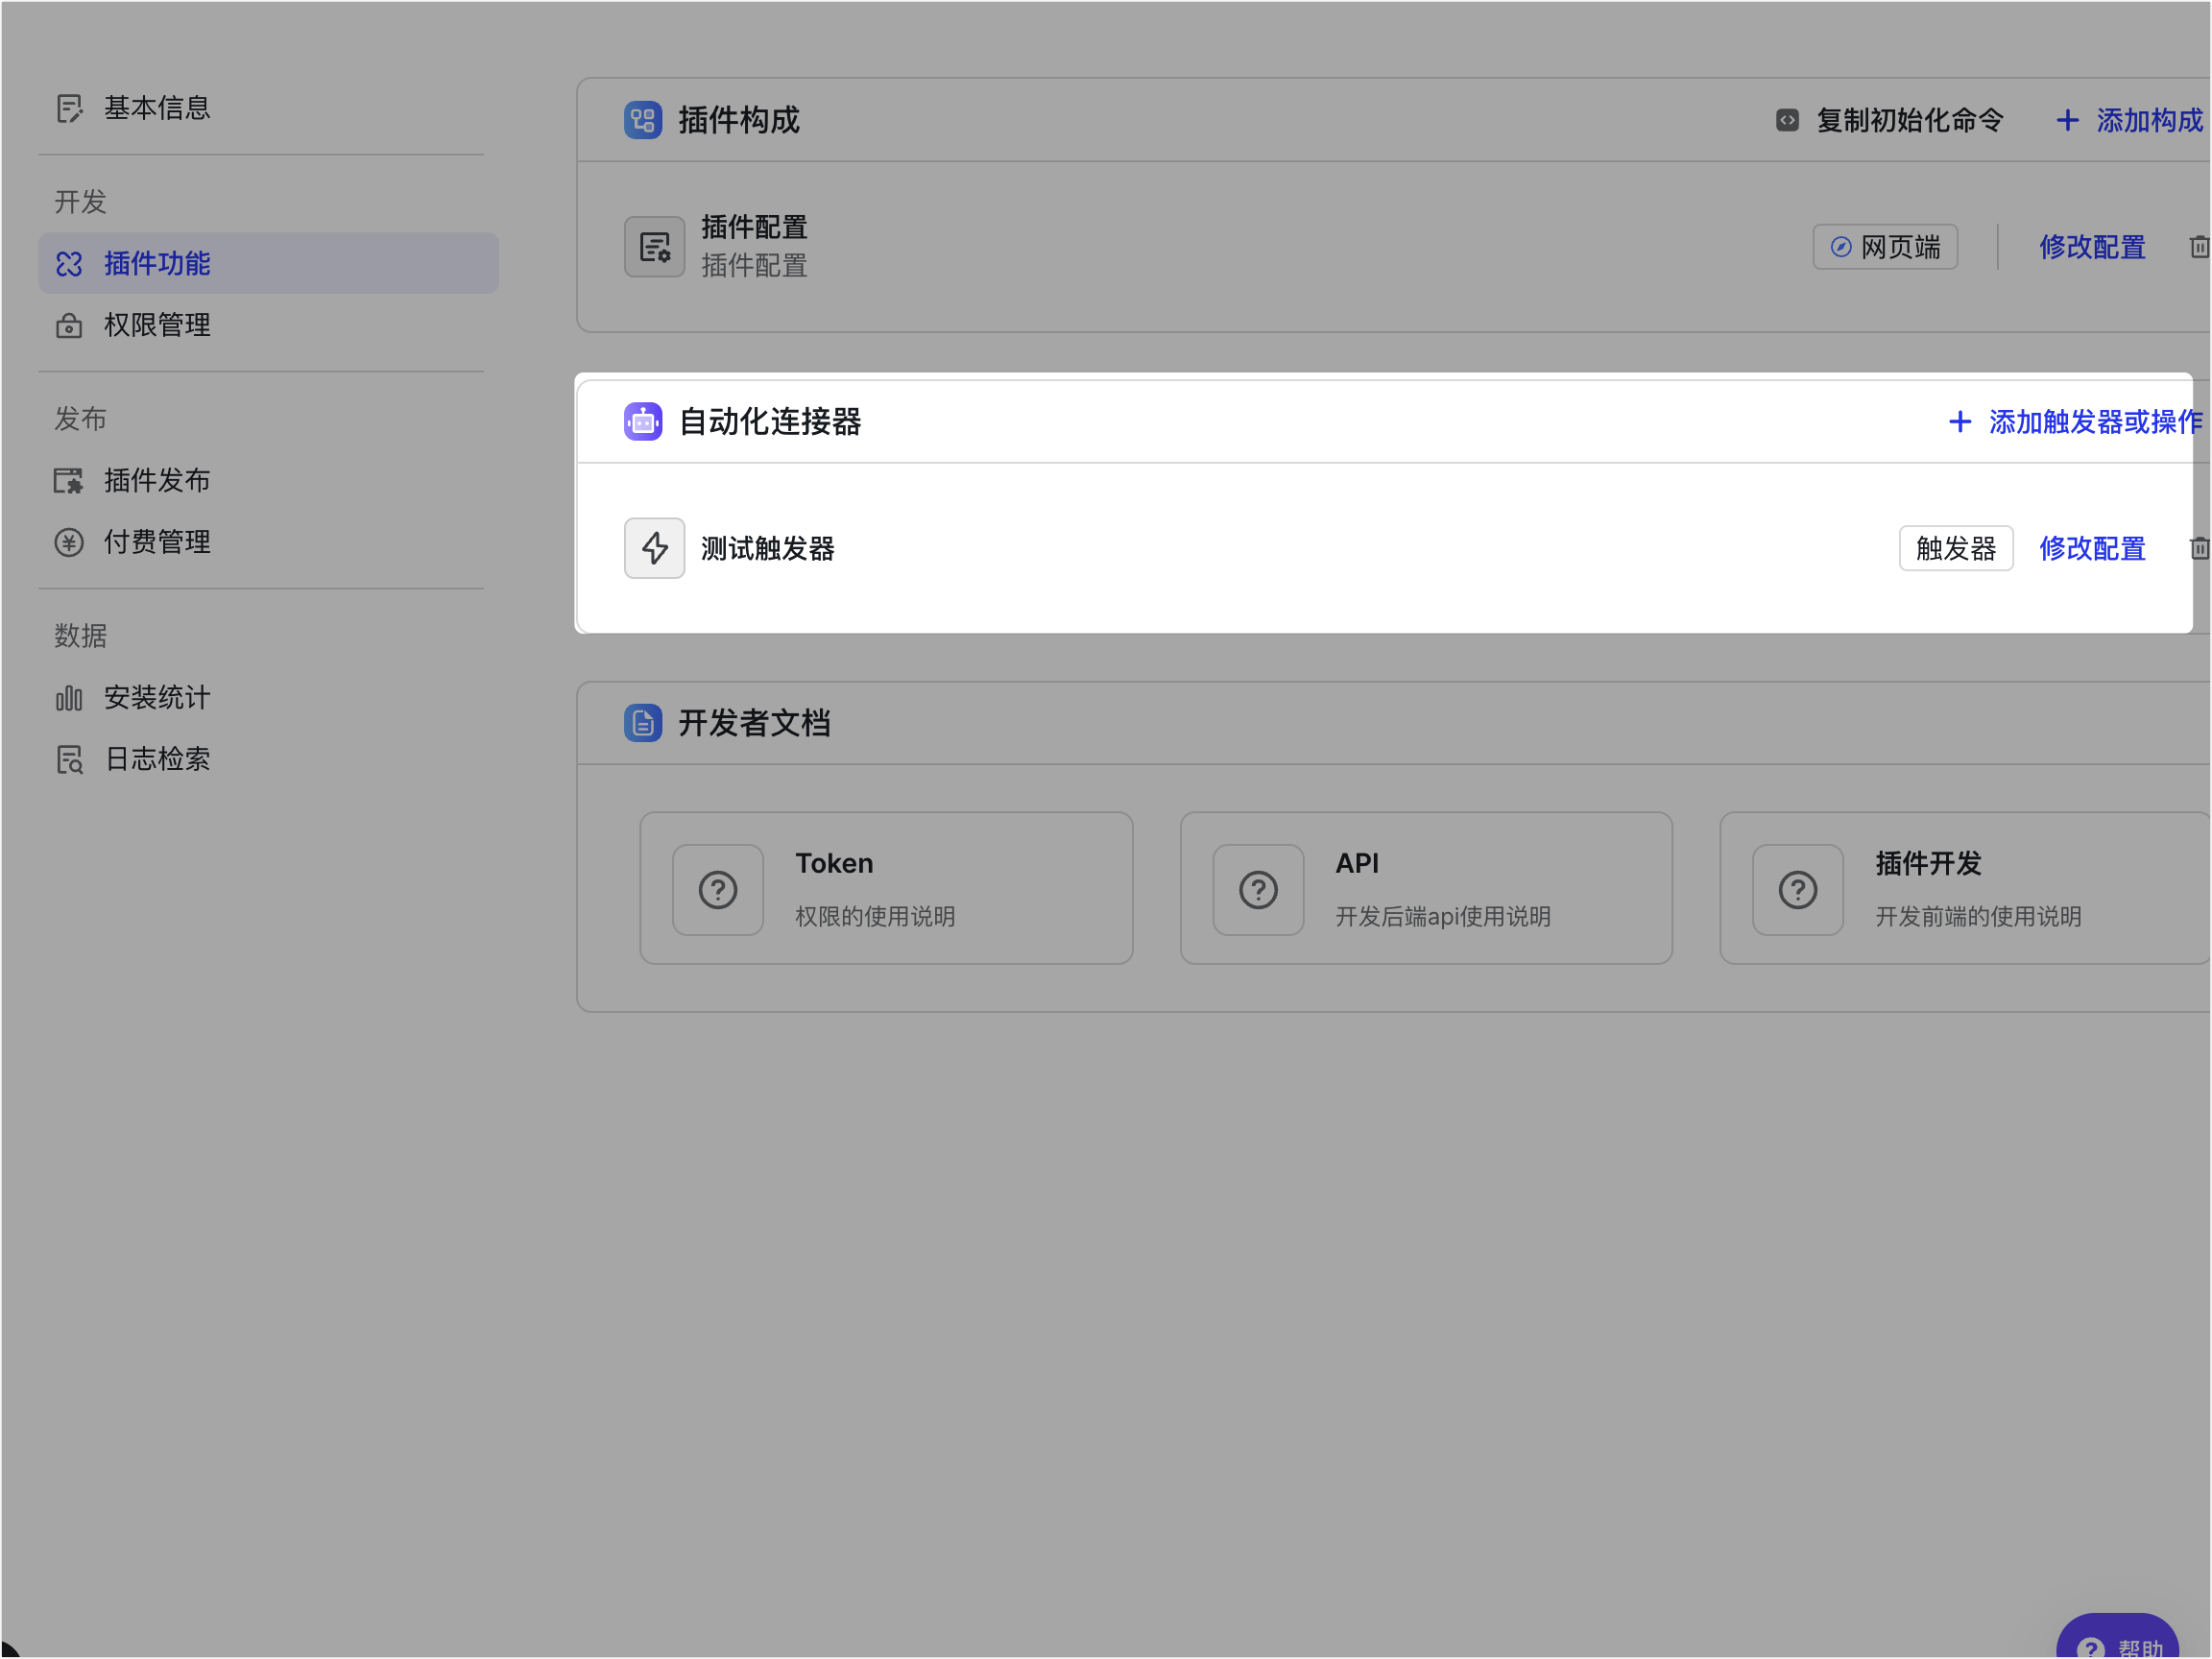 基本信息
开发
插件功能
权限管理
发布
插件发布
付费管理
数据
安装统计
日志检索
插件构成
复制初始化命令
添加构成
插件配置
插件配置
网页端
修改配置
自动化连接器
添加触发器或操作
测试触发器
触发器
修改配置
开发者文档
Token
权限的使用说明
API
开发后端api使用说明
插件开发
开发前端的使用说明
帮助